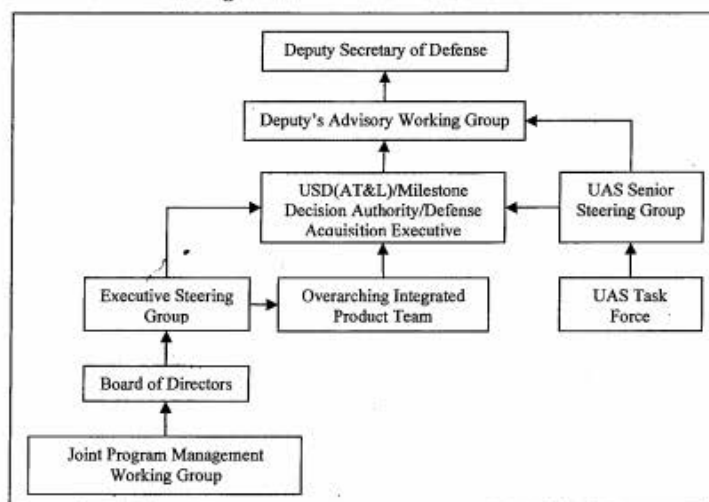 Deputy Secretary of Defense
Deputy's Advisory Working Group
USD(AT&L)/Milestone
Decision Authority/Defense
Acquisition Executive
UAS Senior
Steering Group
Executive Steering
Group
Overarching Integrated
Product Team
UAS Task
Force
Board of Directors
Joint Program Management
Working Group